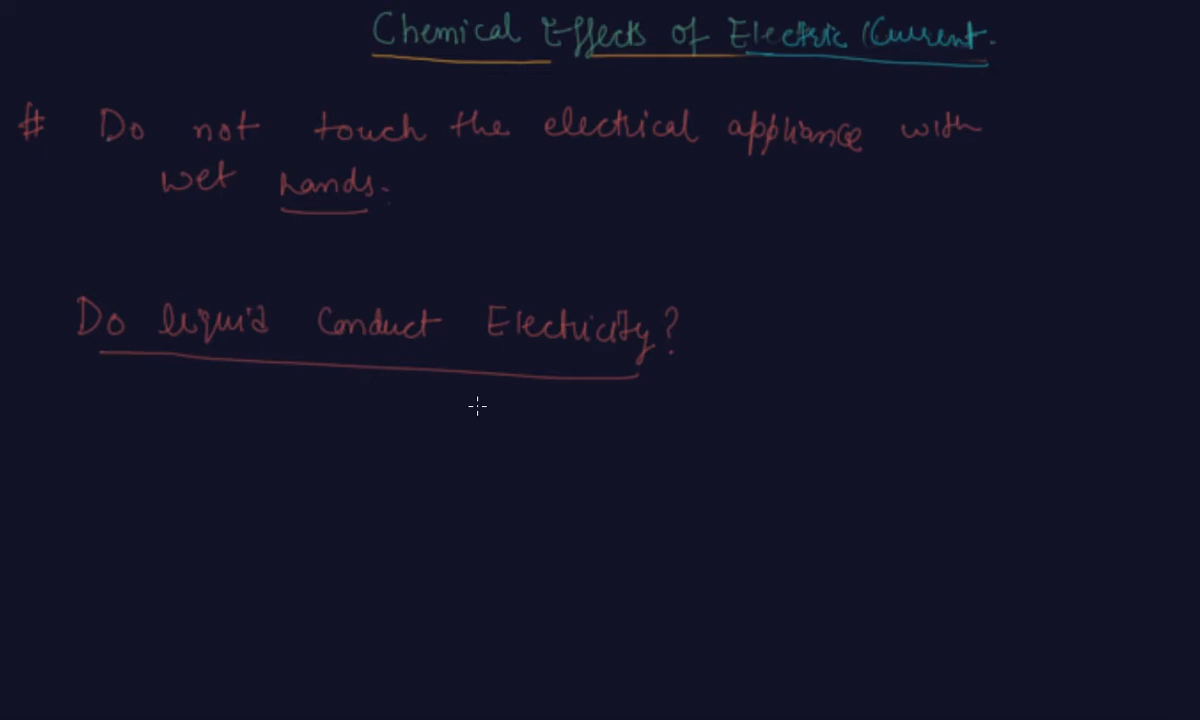 Chemical Effects of Electric Current.
# Do not touch the electrical appliance with
wet hands.
Do liquid Conduct Electricity?